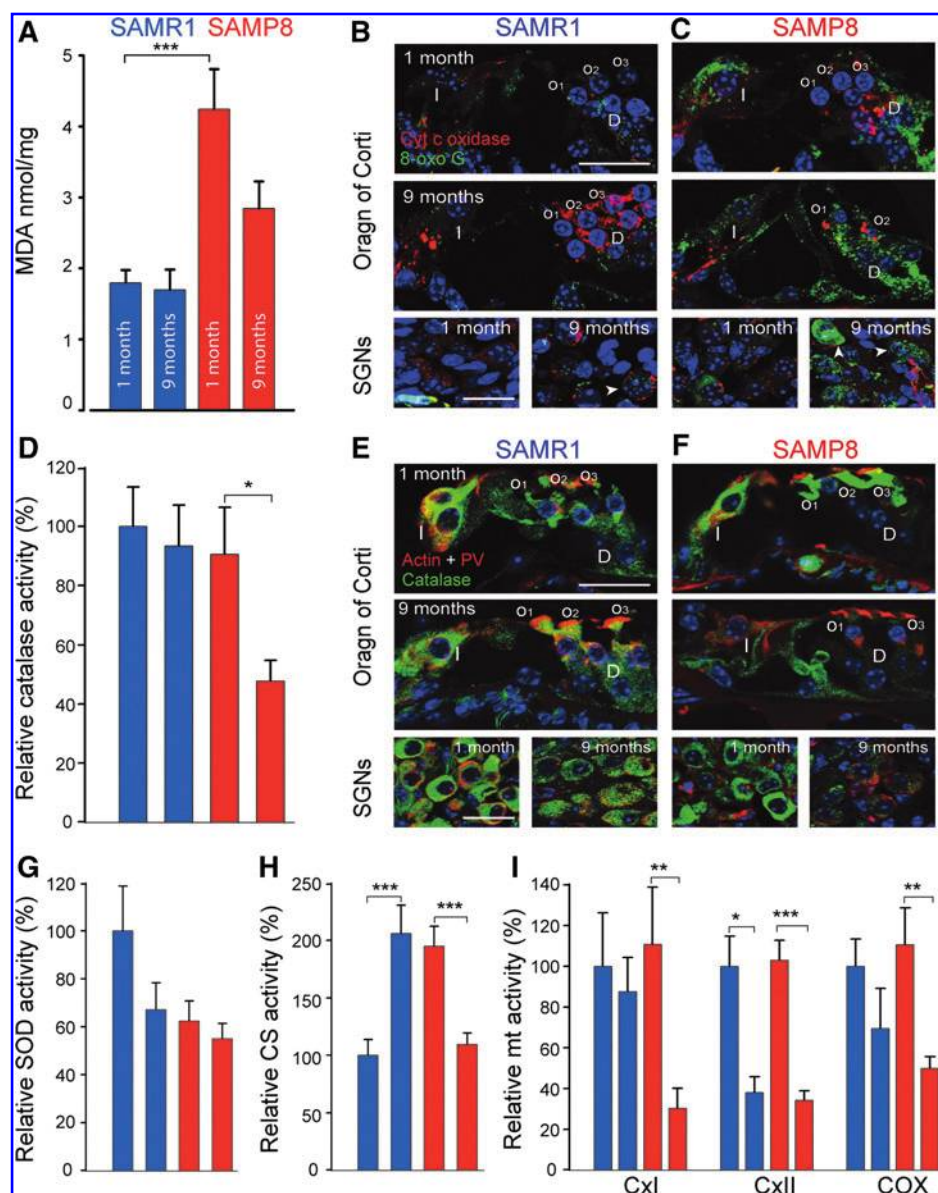 A
SAMR1 SAMP8
***
MDA nmol/mg
5
4
3
2
1
0
1 month
9 months
1 month
9 months
B
SAMR1
C
SAMP8
Oragn of Corti
1 month
I
O1
O2
O3
D
Cyt c oxidase
8-oxo G
I
O1
O2
O3
D
9 months
I
O1
O2
O3
D
I
O1
O2
D
SGNs
1 month
9 months
1 month
9 months
D
Relative catalase activity (%)
120
100
80
60
40
20
0
*
E
SAMR1
F
SAMP8
Oragn of Corti
1 month
I
O1
O2
O3
D
Actin + PV
Catalase
I
O1
O2
O3
D
9 months
I
O1
O2
O3
D
I
O1
O3
D
SGNs
1 month
9 months
1 month
9 months
G
Relative SOD activity (%)
120
100
80
60
40
20
0
H
Relative CS activity (%)
250
200
150
100
50
0
***
***
I
Relative mt activity (%)
140
120
100
80
60
40
20
0
**
*
***
**
CxI
CxII
COX